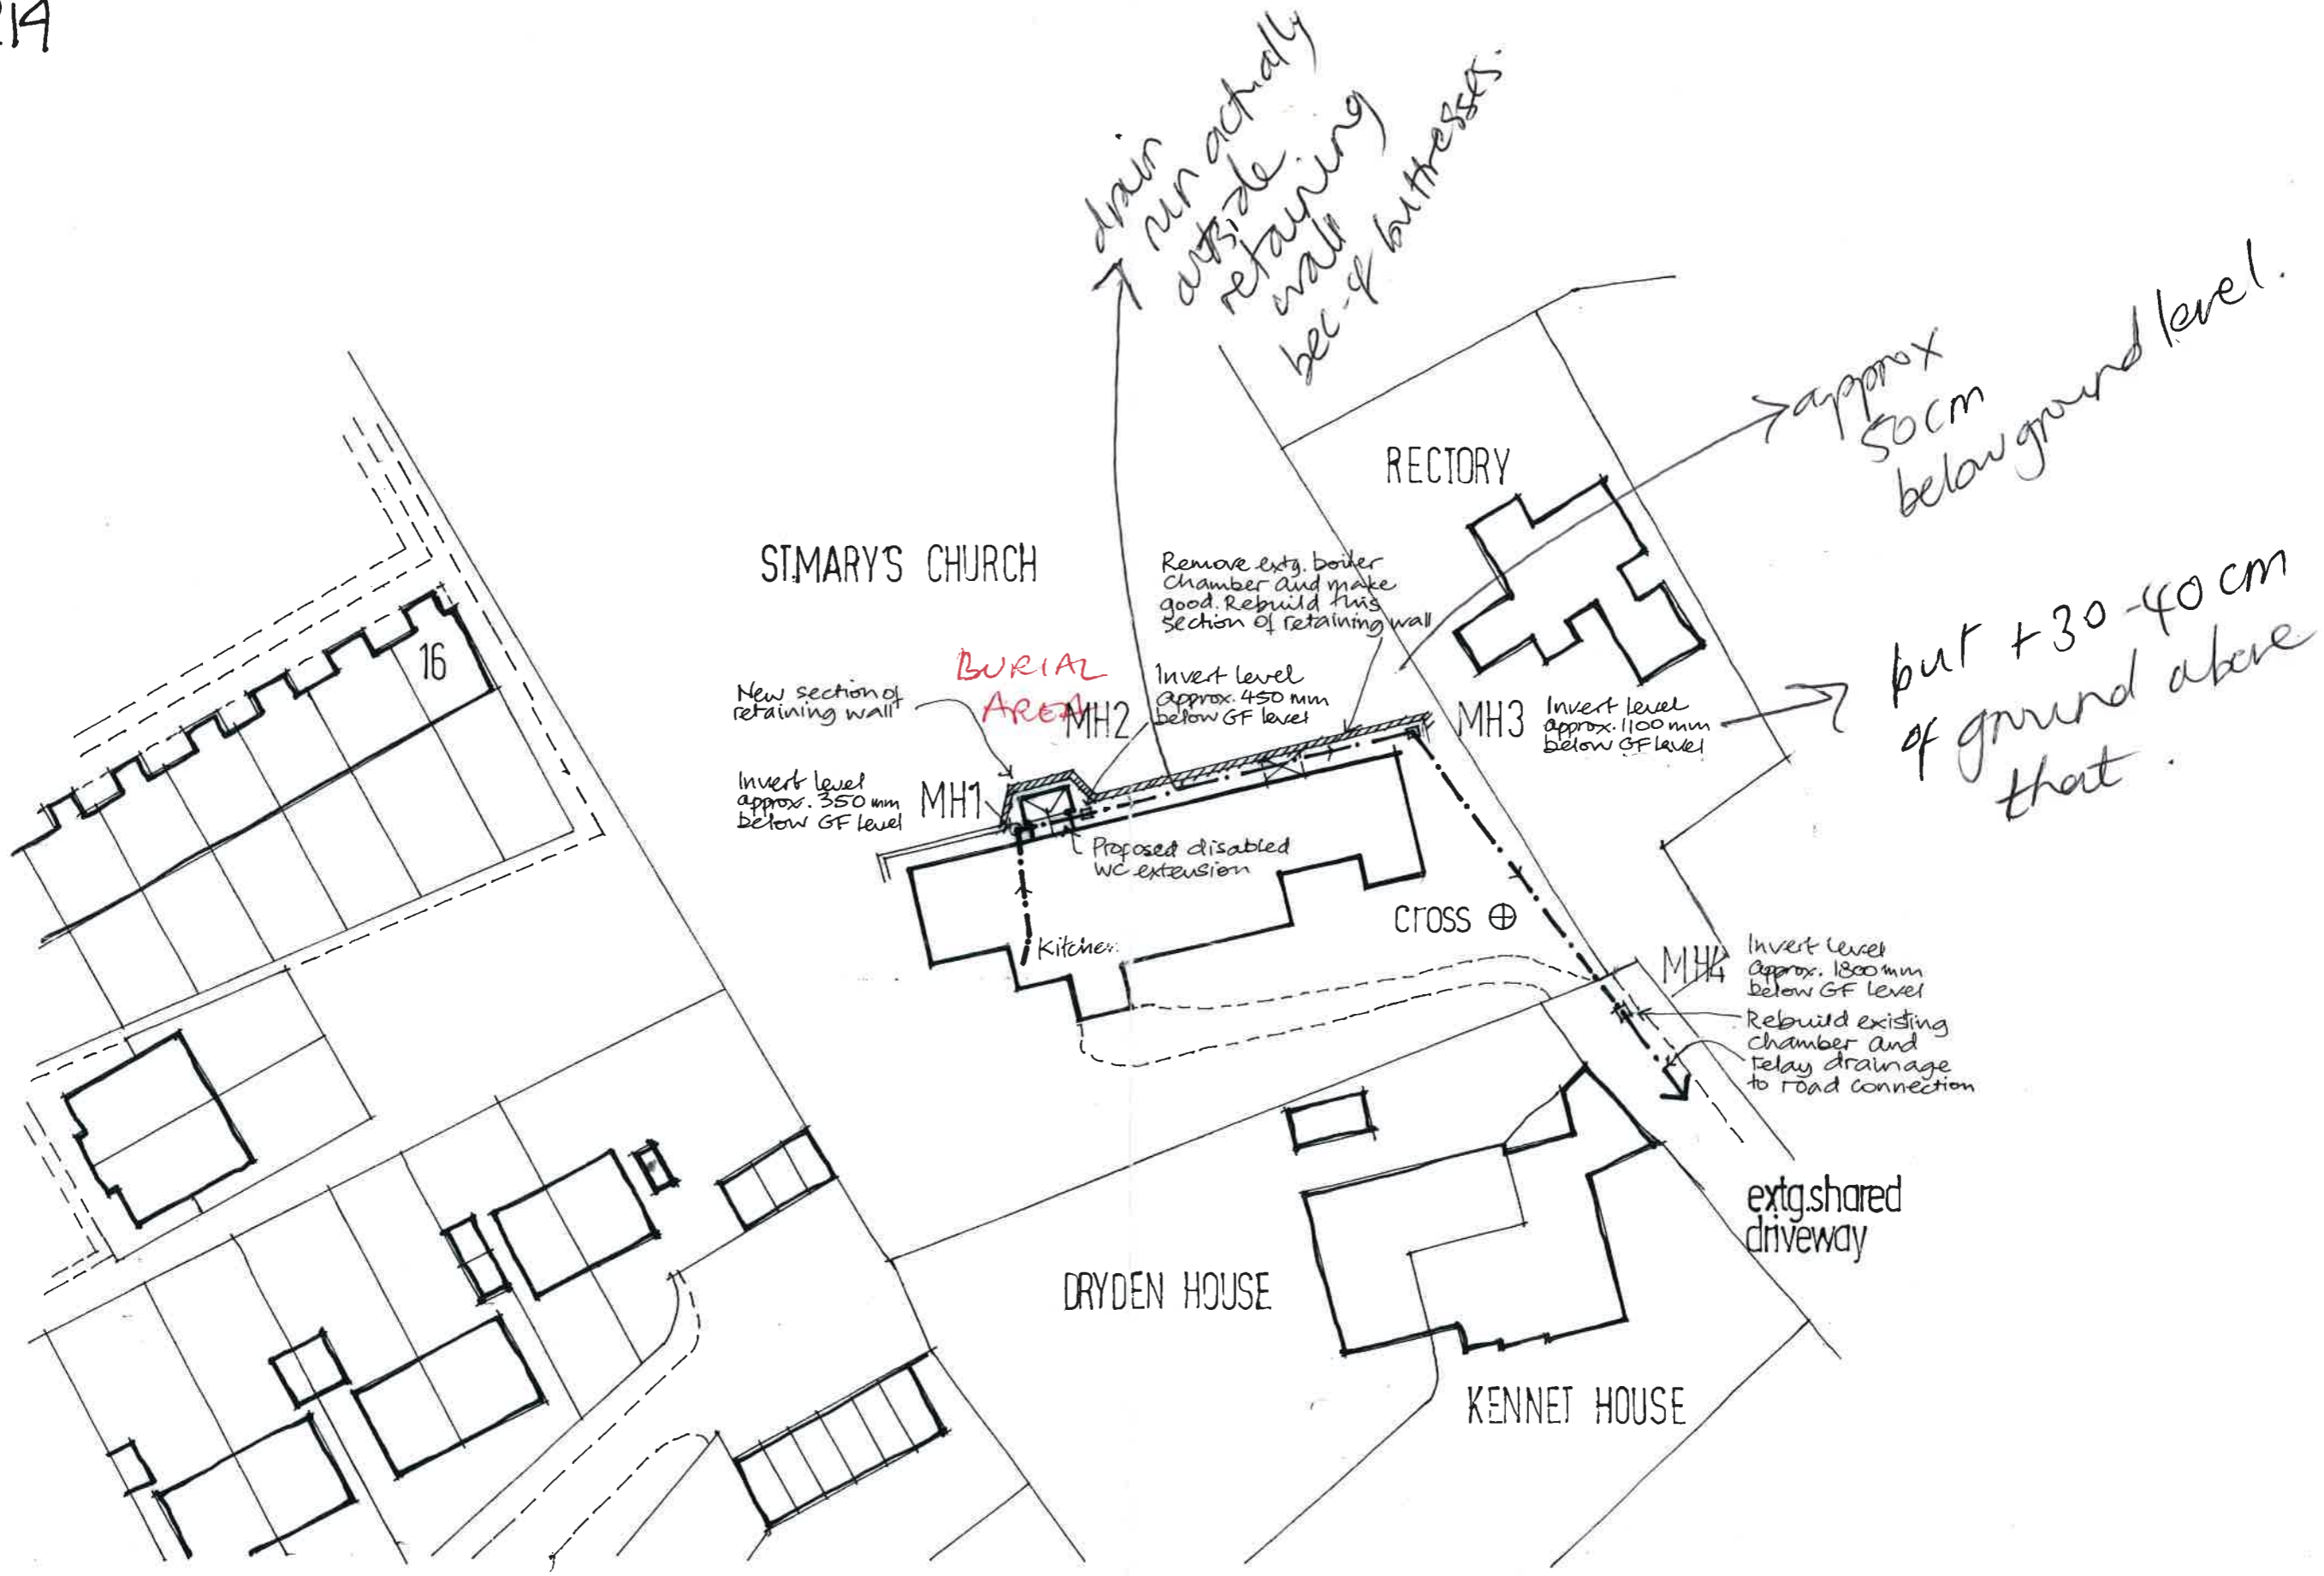 drain
run actually
outside
retaining
wall
bec. of buttresses.
approx
50cm
below ground level.
RECTORY
ST.MARY'S CHURCH
Remove extg. boiler
chamber and make
good. Rebuild this
section of retaining wall
but +30-40cm
of ground above
that.
16
BURIAL
AREA
New section of
retaining wall
MH2
Invert level
approx. 450 mm
below GF level
MH3
Invert level
approx. 1100 mm
below GF level
Invert level
approx. 350 mm
below GF level
MH1
Proposed disabled
WC extension
cross
Kitchen
MH4
Invert level
approx. 1800 mm
below GF level
Rebuild existing
chamber and
relay drainage
to road connection
extg.shared
driveway
DRYDEN HOUSE
KENNET HOUSE